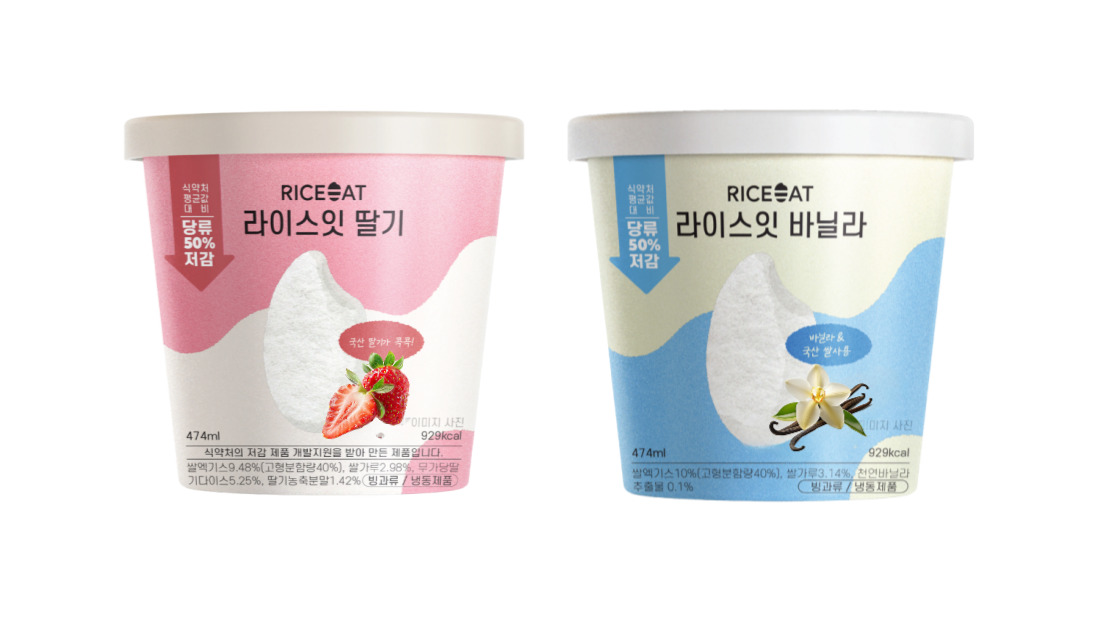 식약처
평균값
대 비
당류
50%
저감
RICEEAT
라이스잇 딸기
국산 딸기가 콕콕!
이미지 사진
474ml
929kcal
식약처의 저감 제품 개발지원을 받아 만든 제품입니다.
쌀엑기스9.48%(고형분함량40%), 쌀가루2.98%, 무가당딸
기다이스5.25%, 딸기농축분말1.42% 빙과류 / 냉동제품
식약처
평균값
대 비
당류
50%
저감
RICEEAT
라이스잇 바닐라
바닐라 &
국산 쌀사용
이미지 사진
474ml
929kcal
쌀엑기스10%(고형분함량40%), 쌀가루3.14%, 천연바닐라
추출물 0.1% 빙과류 / 냉동제품